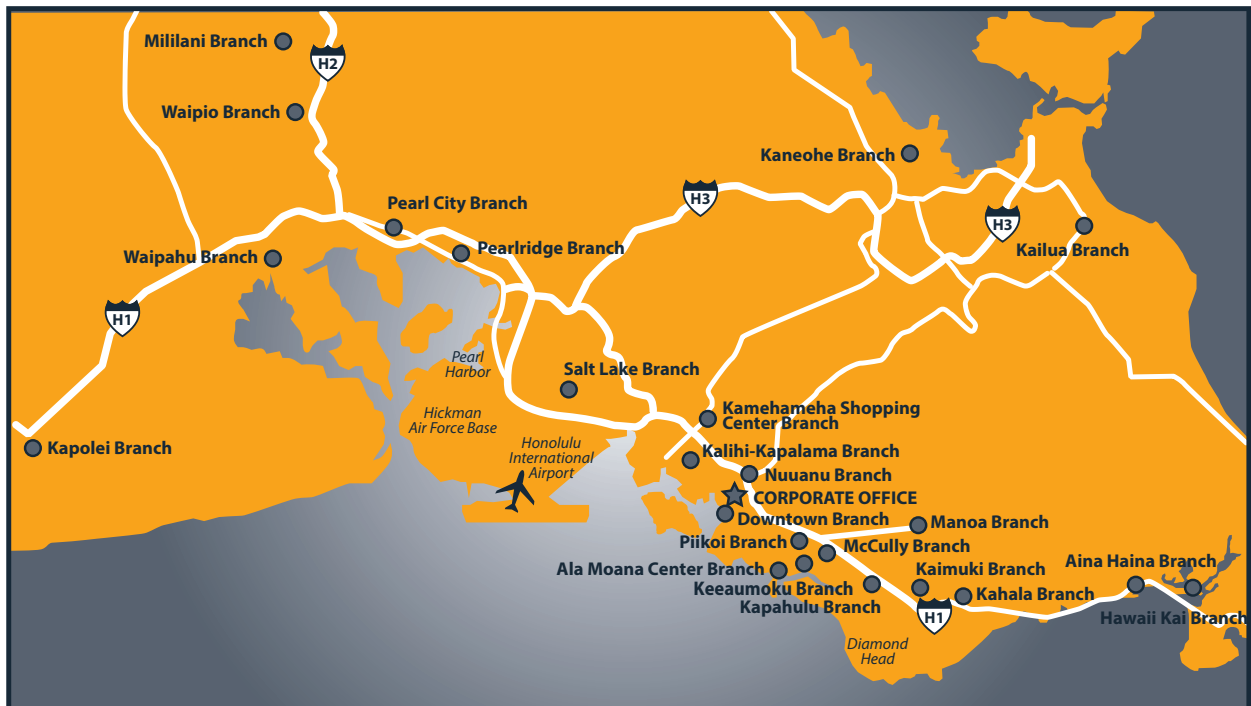 Mililani Branch
H2
Waipio Branch
Kaneohe Branch
H3
Pearl City Branch
H3
Pearlridge Branch
Kailua Branch
Waipahu Branch
H1
Pearl
Harbor
Salt Lake Branch
Hickman
Air Force Base
Kamehameha Shopping
Center Branch
Honolulu
International
Airport
Kapolei Branch
Kalihi-Kapalama Branch
Nuuanu Branch
CORPORATE OFFICE
Downtown Branch
Manoa Branch
Piikoi Branch
McCully Branch
Aina Haina Branch
Ala Moana Center Branch
Kaimuki Branch
Keeaumoku Branch
Kahala Branch
Kapahulu Branch
H1
Hawaii Kai Branch
Diamond
Head